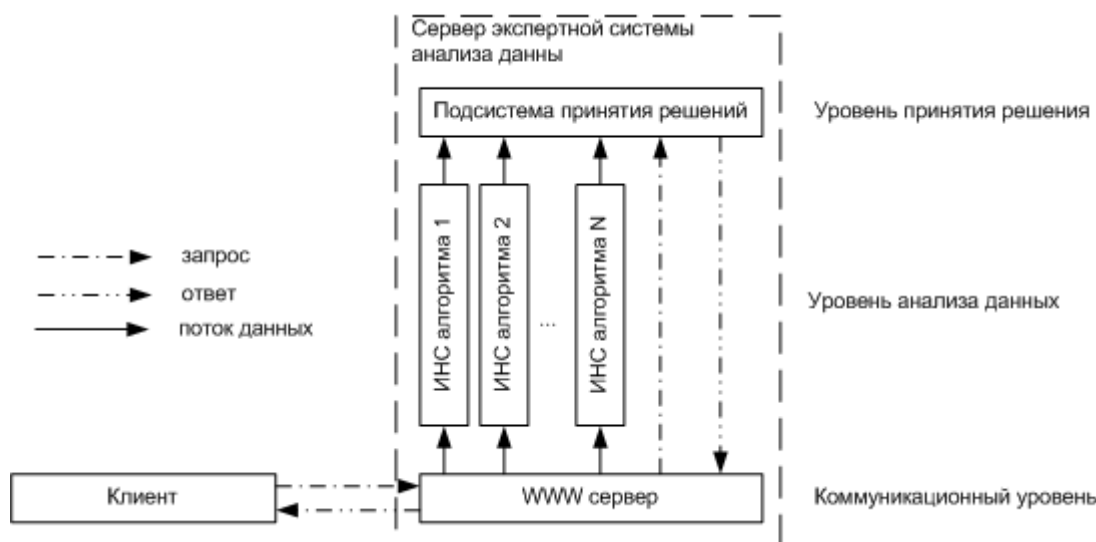 Сервер экспертной системы
анализа данны
Подсистема принятия решений
Уровень принятия решения
ИНС алгоритма 1
ИНС алгоритма 2
...
ИНС алгоритма N
запрос
ответ
поток данных
Уровень анализа данных
Клиент
WWW сервер
Коммуникационный уровень